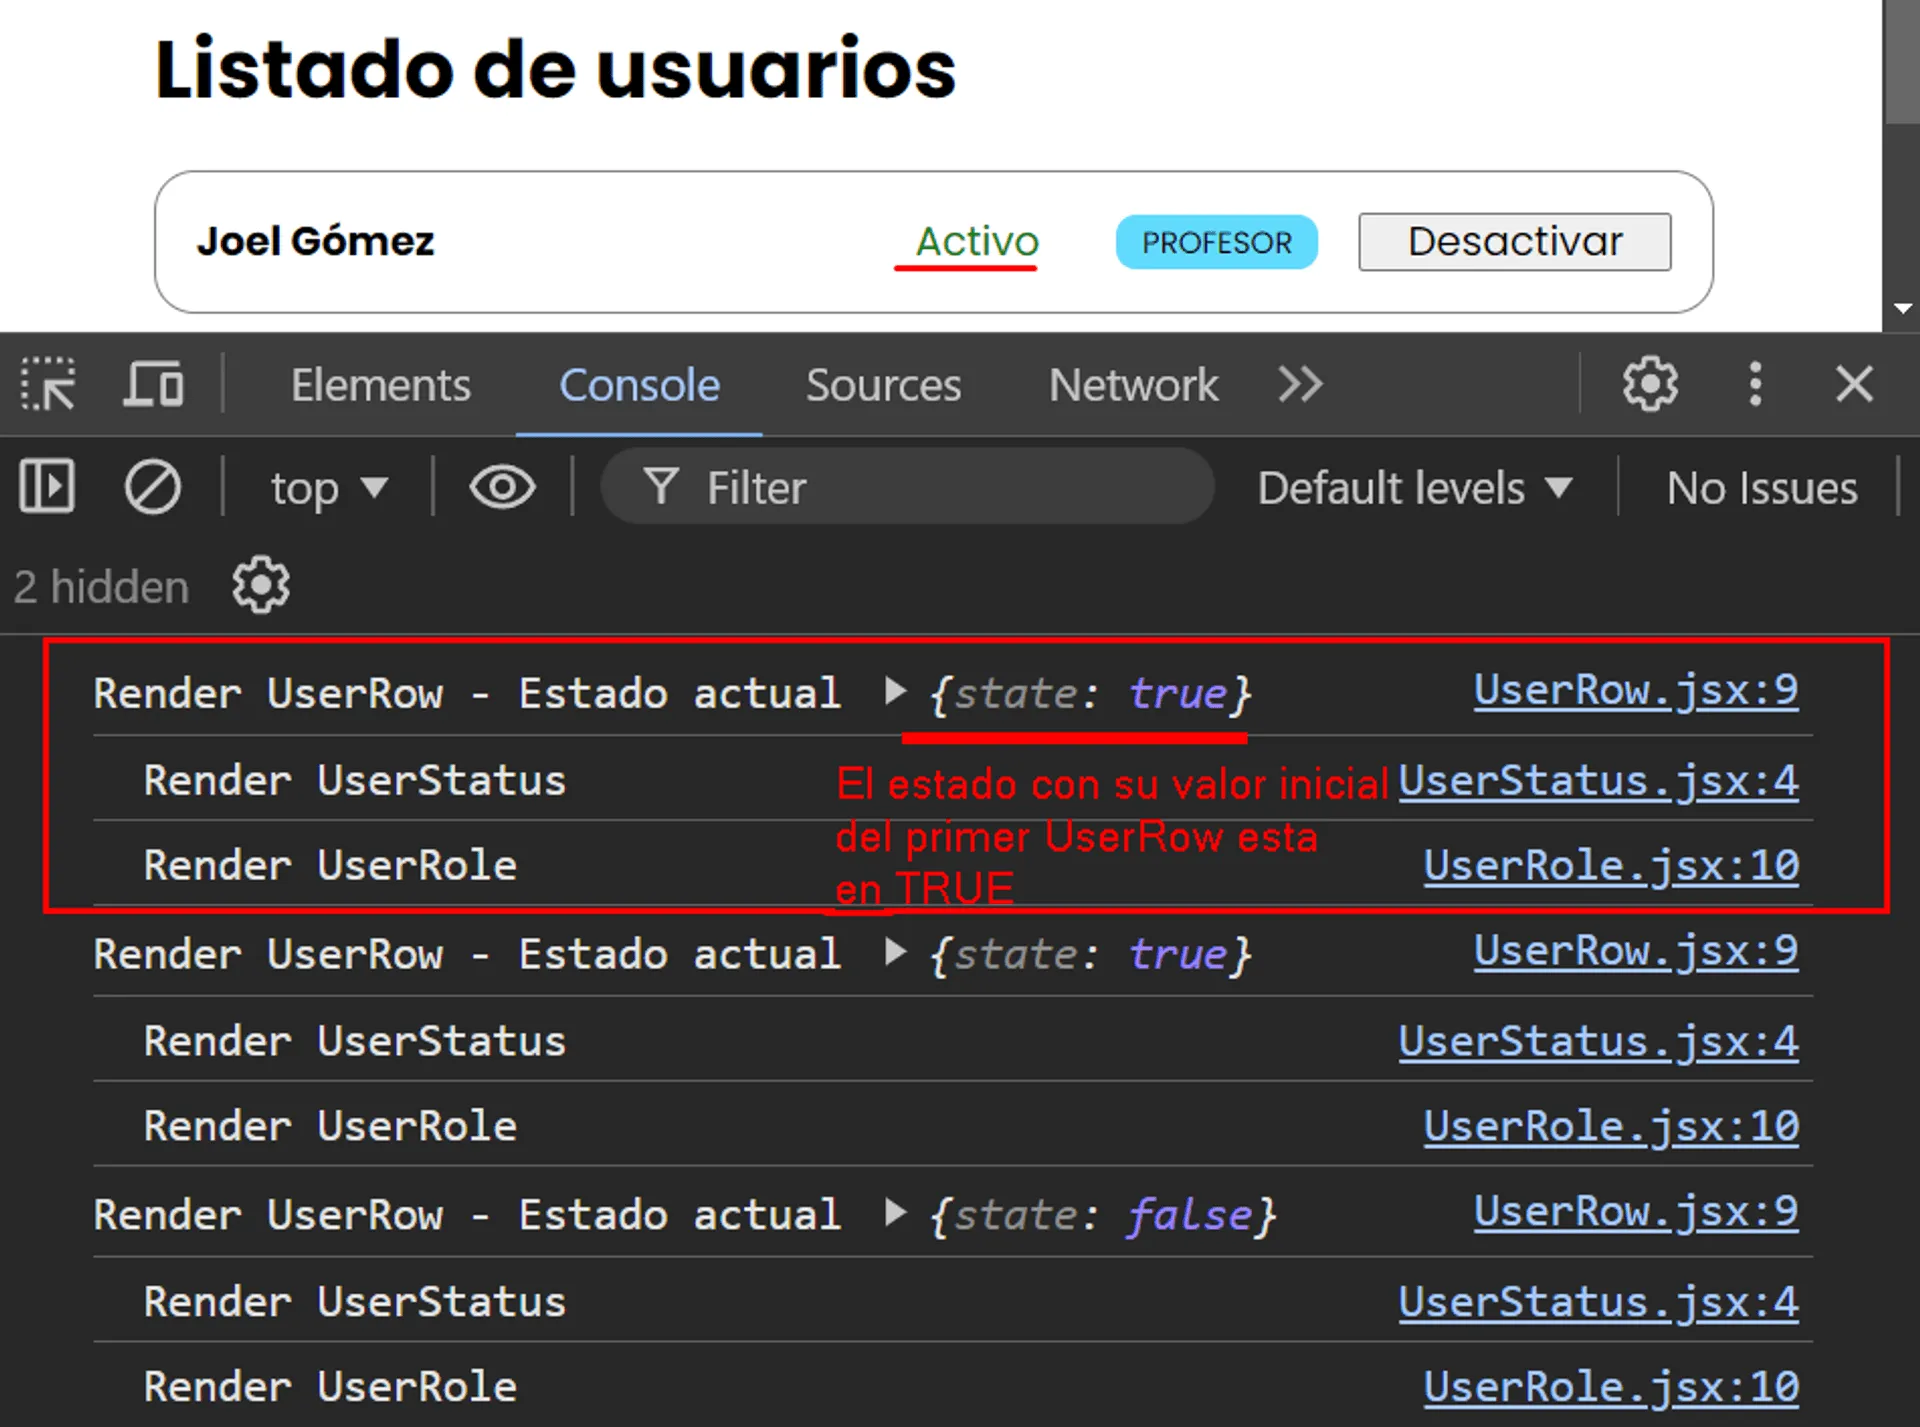 Listado de usuarios
Joel Gómez Activo PROFESOR Desactivar
Elements Console Sources Network
top Filter Default levels No Issues
2 hidden
Render UserRow - Estado actual {state: true} UserRow.jsx:9
Render UserStatus UserStatus.jsx:4
Render UserRole UserRole.jsx:10
El estado con su valor inicial
del primer UserRow esta
en TRUE
Render UserRow - Estado actual {state: true} UserRow.jsx:9
Render UserStatus UserStatus.jsx:4
Render UserRole UserRole.jsx:10
Render UserRow - Estado actual {state: false} UserRow.jsx:9
Render UserStatus UserStatus.jsx:4
Render UserRole UserRole.jsx:10